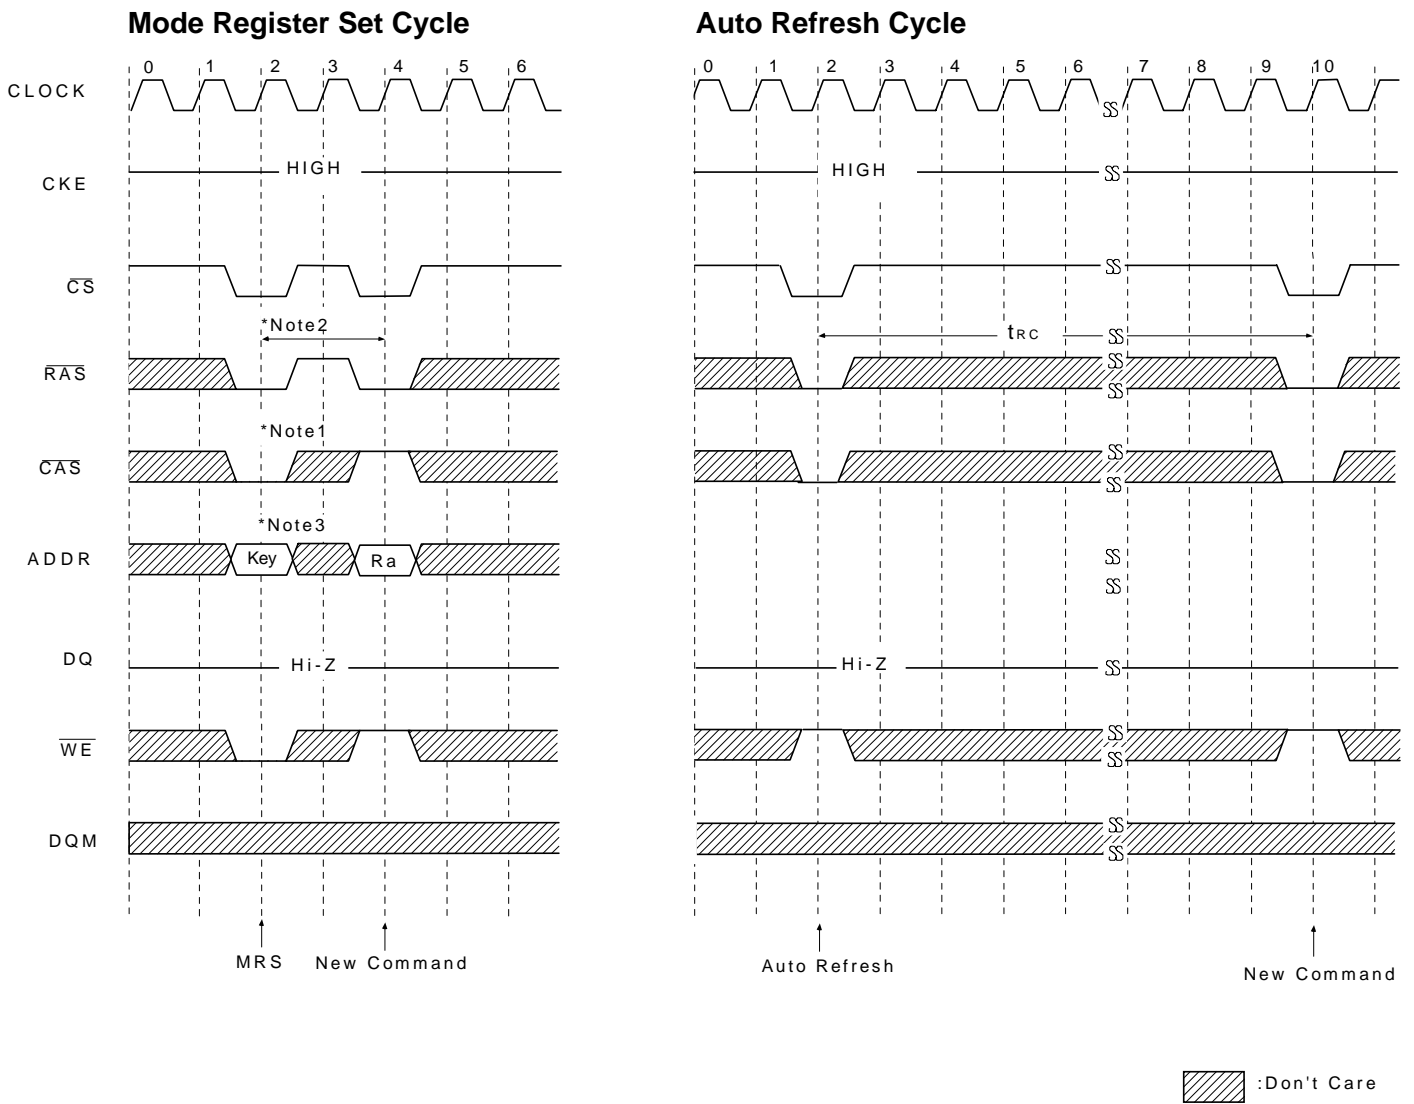 Mode Register Set Cycle
Auto Refresh Cycle
0 1 2 3 4 5 6
0 1 2 3 4 5 6 7 8 9 10
CLOCK
CKE
HIGH
HIGH
CS
*Note2
tRC
RAS
*Note1
CAS
*Note3
ADDR
Key
Ra
DQ
Hi-Z
Hi-Z
WE
DQM
MRS
New Command
Auto Refresh
New Command
:Don't Care